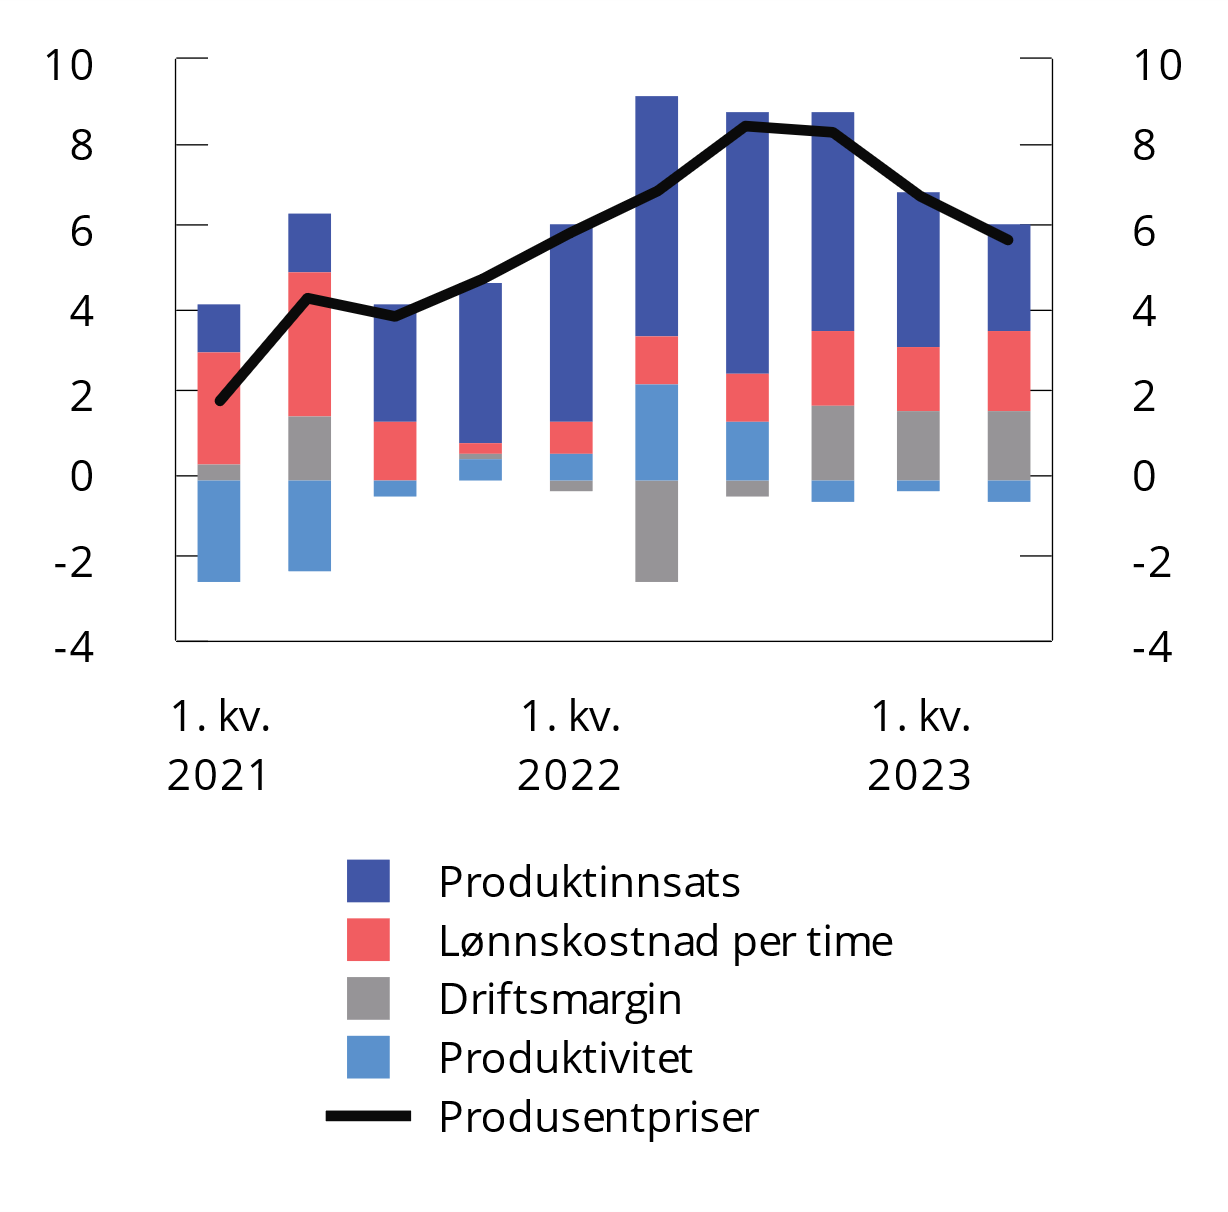 10 10
8 8
6 6
4 4
2 2
0 0
-2 -2
-4 -4
1. kv. 1. kv. 1. kv.
2021 2022 2023
Produktinnsats
Lønnskostnad per time
Driftsmargin
Produktivitet
Produsentpriser